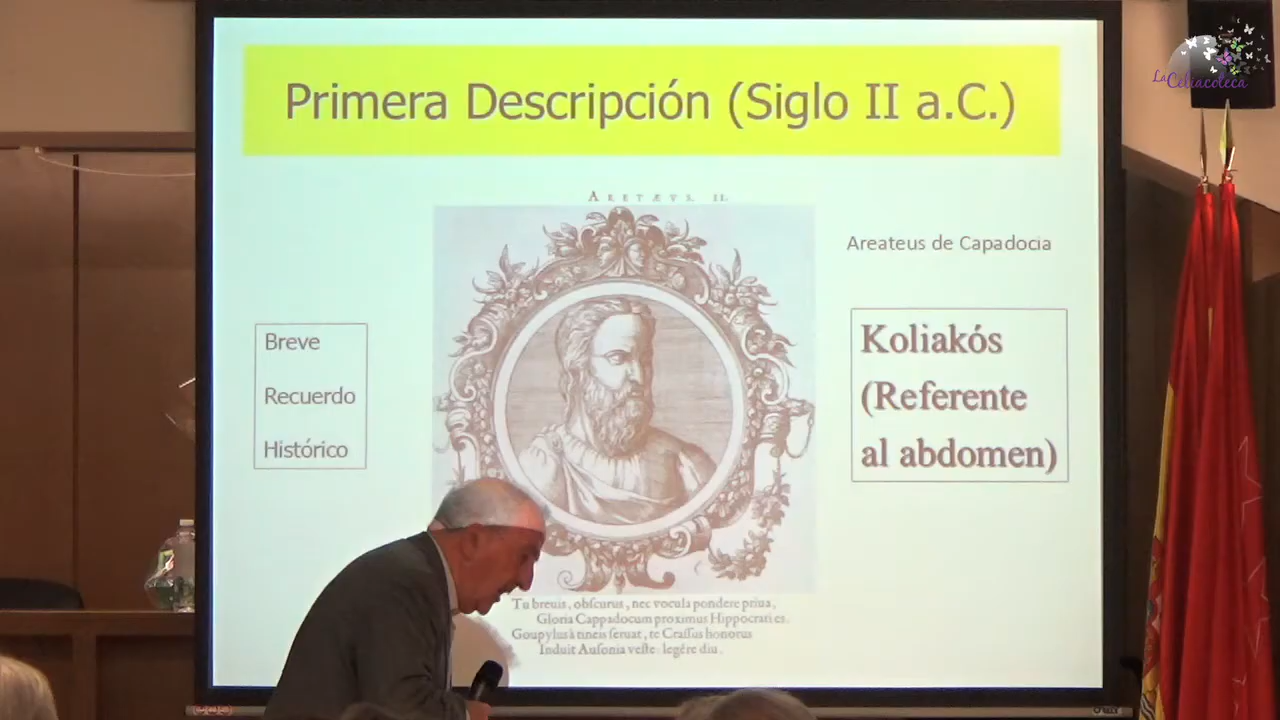 La Celiacoteca
Primera Descripción (Siglo II a.C.)
ARETÆVS II.
Areateus de Capadocia
Breve
Recuerdo
Histórico
Koliakós
(Referente
al abdomen)
Tu breuis, obscurus, nec vocula pondere priua,
Gloria Cappadocum proximus Hippocrati es.
Goupylus à tineis seruat, te Crassus honorus
Induit Ausonia veste legére diu.